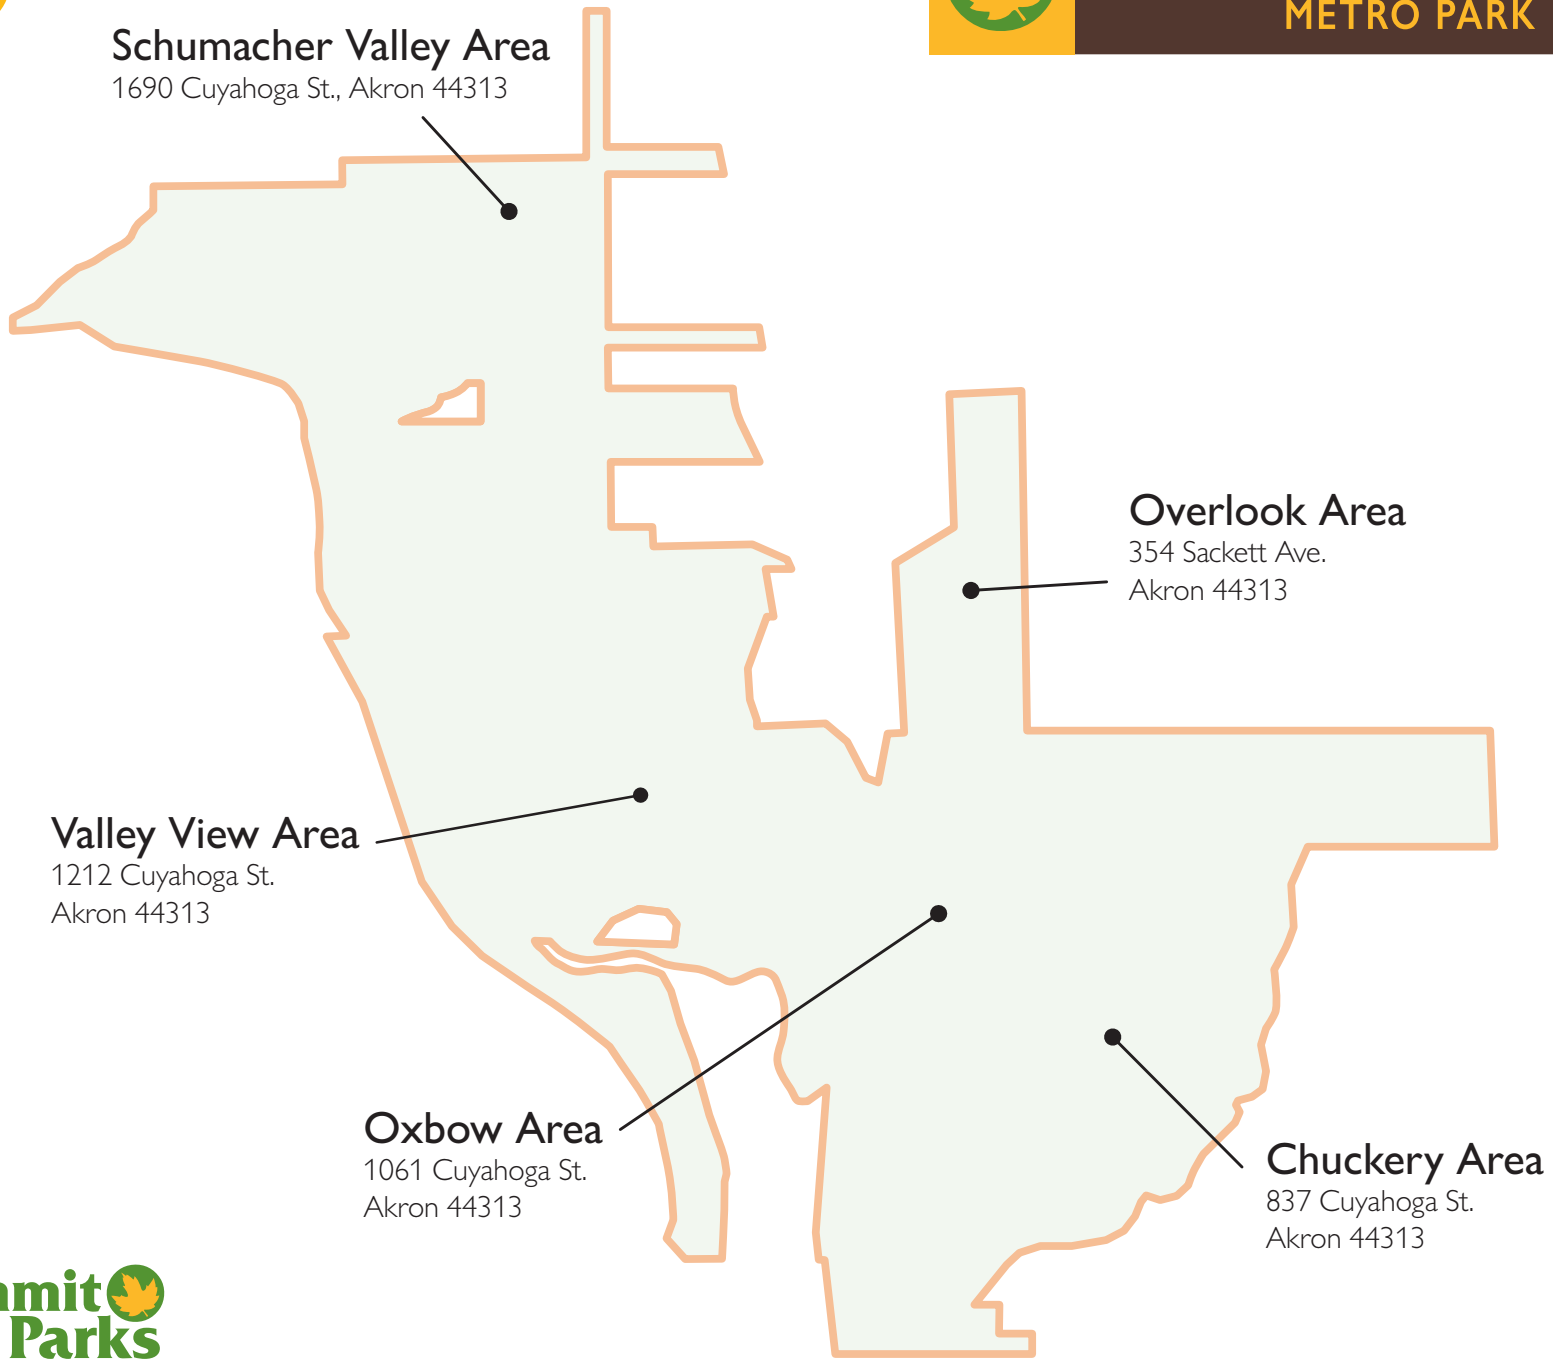 METRO PARK
Schumacher Valley Area
1690 Cuyahoga St., Akron 44313
Overlook Area
354 Sackett Ave.
Akron 44313
Valley View Area
1212 Cuyahoga St.
Akron 44313
Oxbow Area
1061 Cuyahoga St.
Akron 44313
Chuckery Area
837 Cuyahoga St.
Akron 44313
Parks